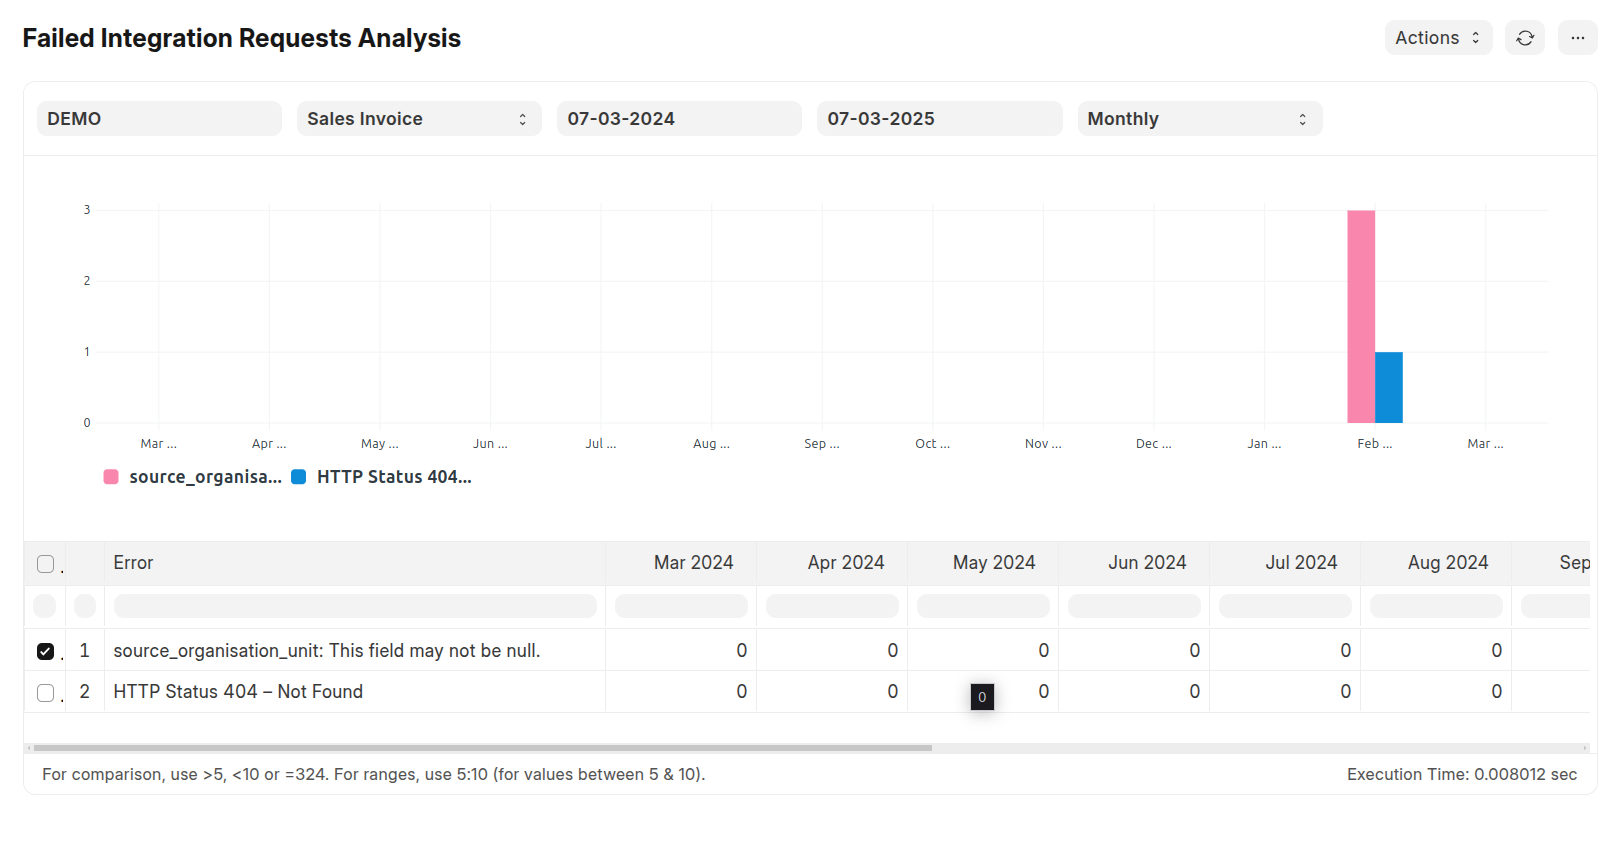 Failed Integration Requests Analysis
Actions
DEMO Sales Invoice 07-03-2024 07-03-2025 Monthly
3
2
1
0
Mar ... Apr ... May ... Jun ... Jul ... Aug ... Sep ... Oct ... Nov ... Dec ... Jan ... Feb ... Mar ...
source_organisa... HTTP Status 404...
Error Mar 2024 Apr 2024 May 2024 Jun 2024 Jul 2024 Aug 2024 Sep
1 source_organisation_unit: This field may not be null. 0 0 0 0 0 0
2 HTTP Status 404 – Not Found 0 0 0 0 0 0
0
For comparison, use >5, <10 or =324. For ranges, use 5:10 (for values between 5 & 10). Execution Time: 0.008012 sec